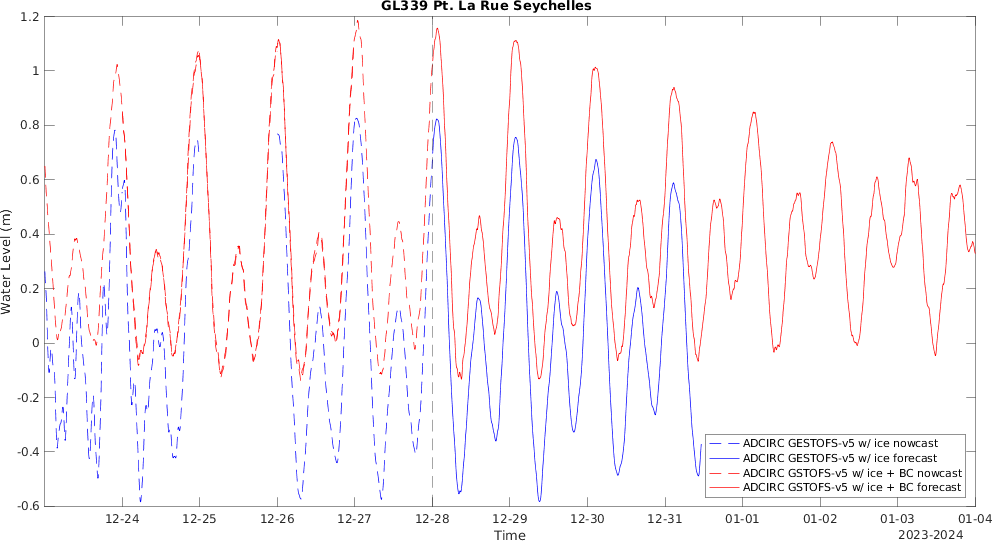 GL339 Pt. La Rue Seychelles
1.2
1
0.8
0.6
0.4
0.2
0
-0.2
-0.4
-0.6
Water Level (m)
ADCIRC GESTOFS-v5 w/ ice nowcast
ADCIRC GESTOFS-v5 w/ ice forecast
ADCIRC GSTOFS-v5 w/ ice + BC nowcast
ADCIRC GSTOFS-v5 w/ ice + BC forecast
12-24 12-25 12-26 12-27 12-28 12-29 12-30 12-31 01-01 01-02 01-03 01-04
Time
2023-2024